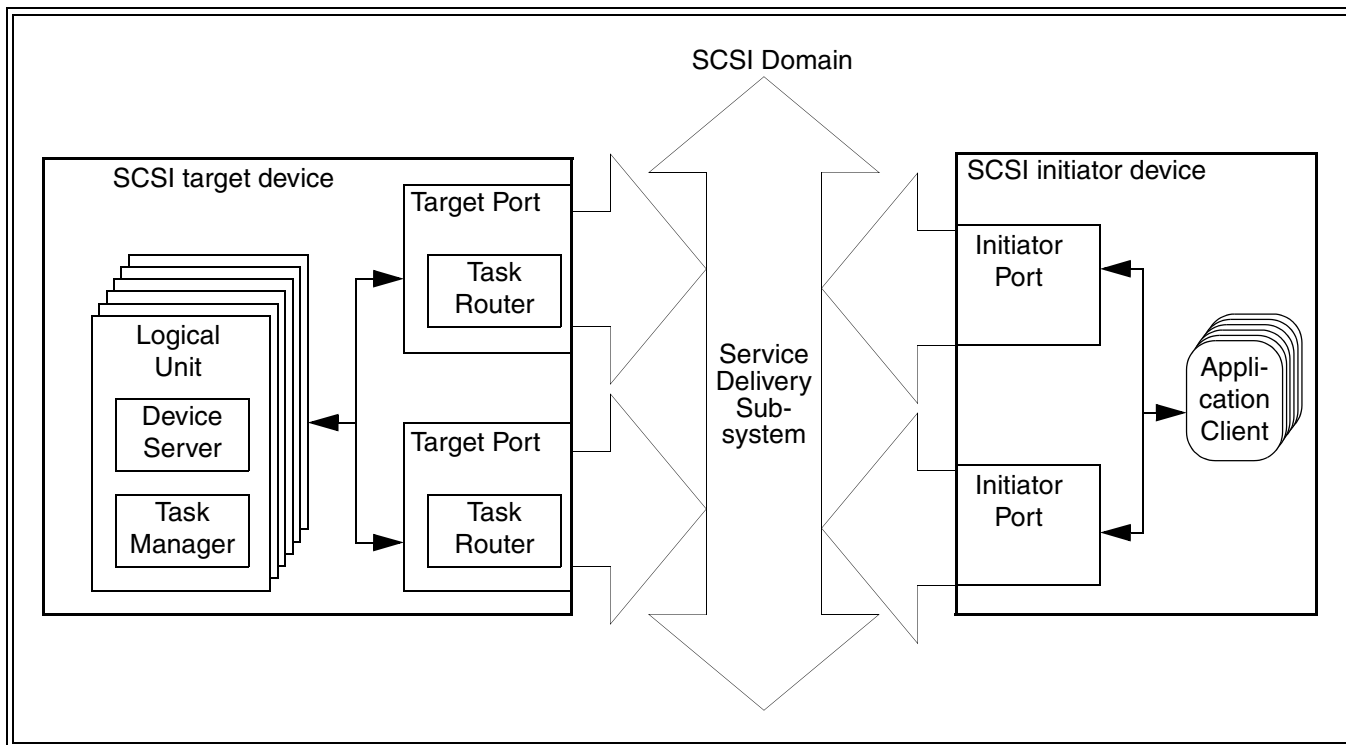 SCSI Domain
SCSI target device
Target Port
Task
Router
Logical
Unit
Device
Server
Task
Manager
Target Port
Task
Router
Service
Delivery
Sub-
system
SCSI initiator device
Initiator
Port
Appli-
cation
Client
Initiator
Port